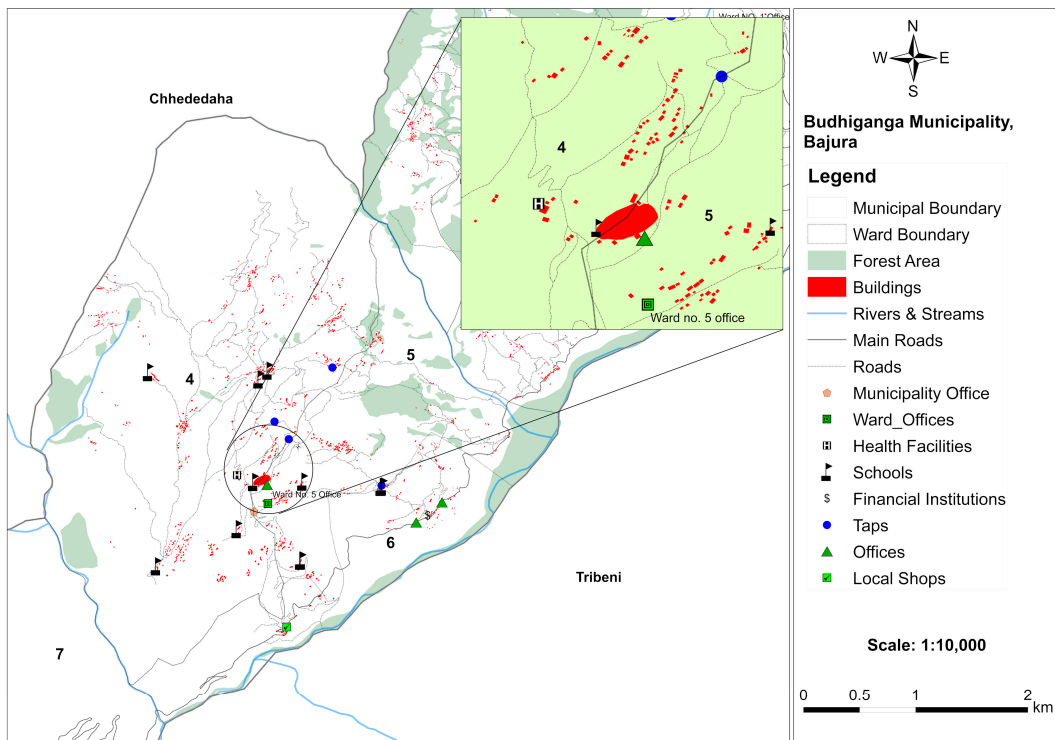 Ward NO. 1 Office
Chhededaha
4
5
Ward no. 5 office
4
5
Ward No. 5 Office
6
Tribeni
7
N
W E
S
Budhiganga Municipality,
Bajura
Legend
Municipal Boundary
Ward Boundary
Forest Area
Buildings
Rivers & Streams
Main Roads
Roads
Municipality Office
Ward_Offices
H Health Facilities
Schools
$ Financial Institutions
Taps
Offices
Local Shops
Scale: 1:10,000
0 0.5 1 2
km